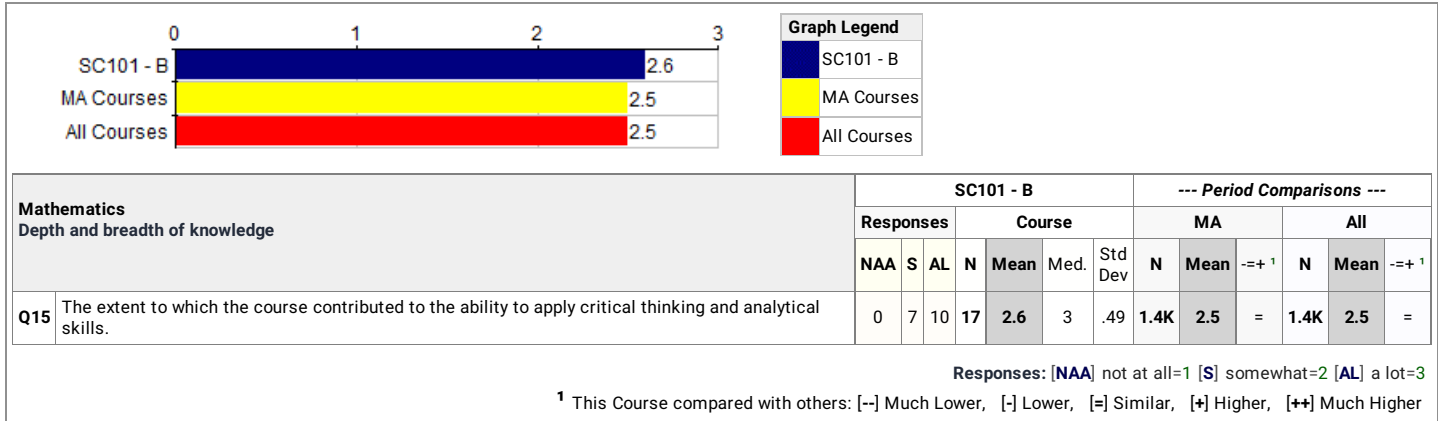 0 1 2 3
SC101 - B 2.6
MA Courses 2.5
All Courses 2.5
Graph Legend
SC101 - B
MA Courses
All Courses
Mathematics
Depth and breadth of knowledge
SC101 - B --- Period Comparisons ---
Responses Course MA All
NAA S AL N Mean Med. Std Dev N Mean -=+ ¹ N Mean -=+ ¹
Q15 The extent to which the course contributed to the ability to apply critical thinking and analytical
skills.
0 7 10 17 2.6 3 .49 1.4K 2.5 = 1.4K 2.5 =
Responses: [NAA] not at all=1 [S] somewhat=2 [AL] a lot=3
¹ This Course compared with others: [--] Much Lower, [-] Lower, [=] Similar, [+] Higher, [++] Much Higher